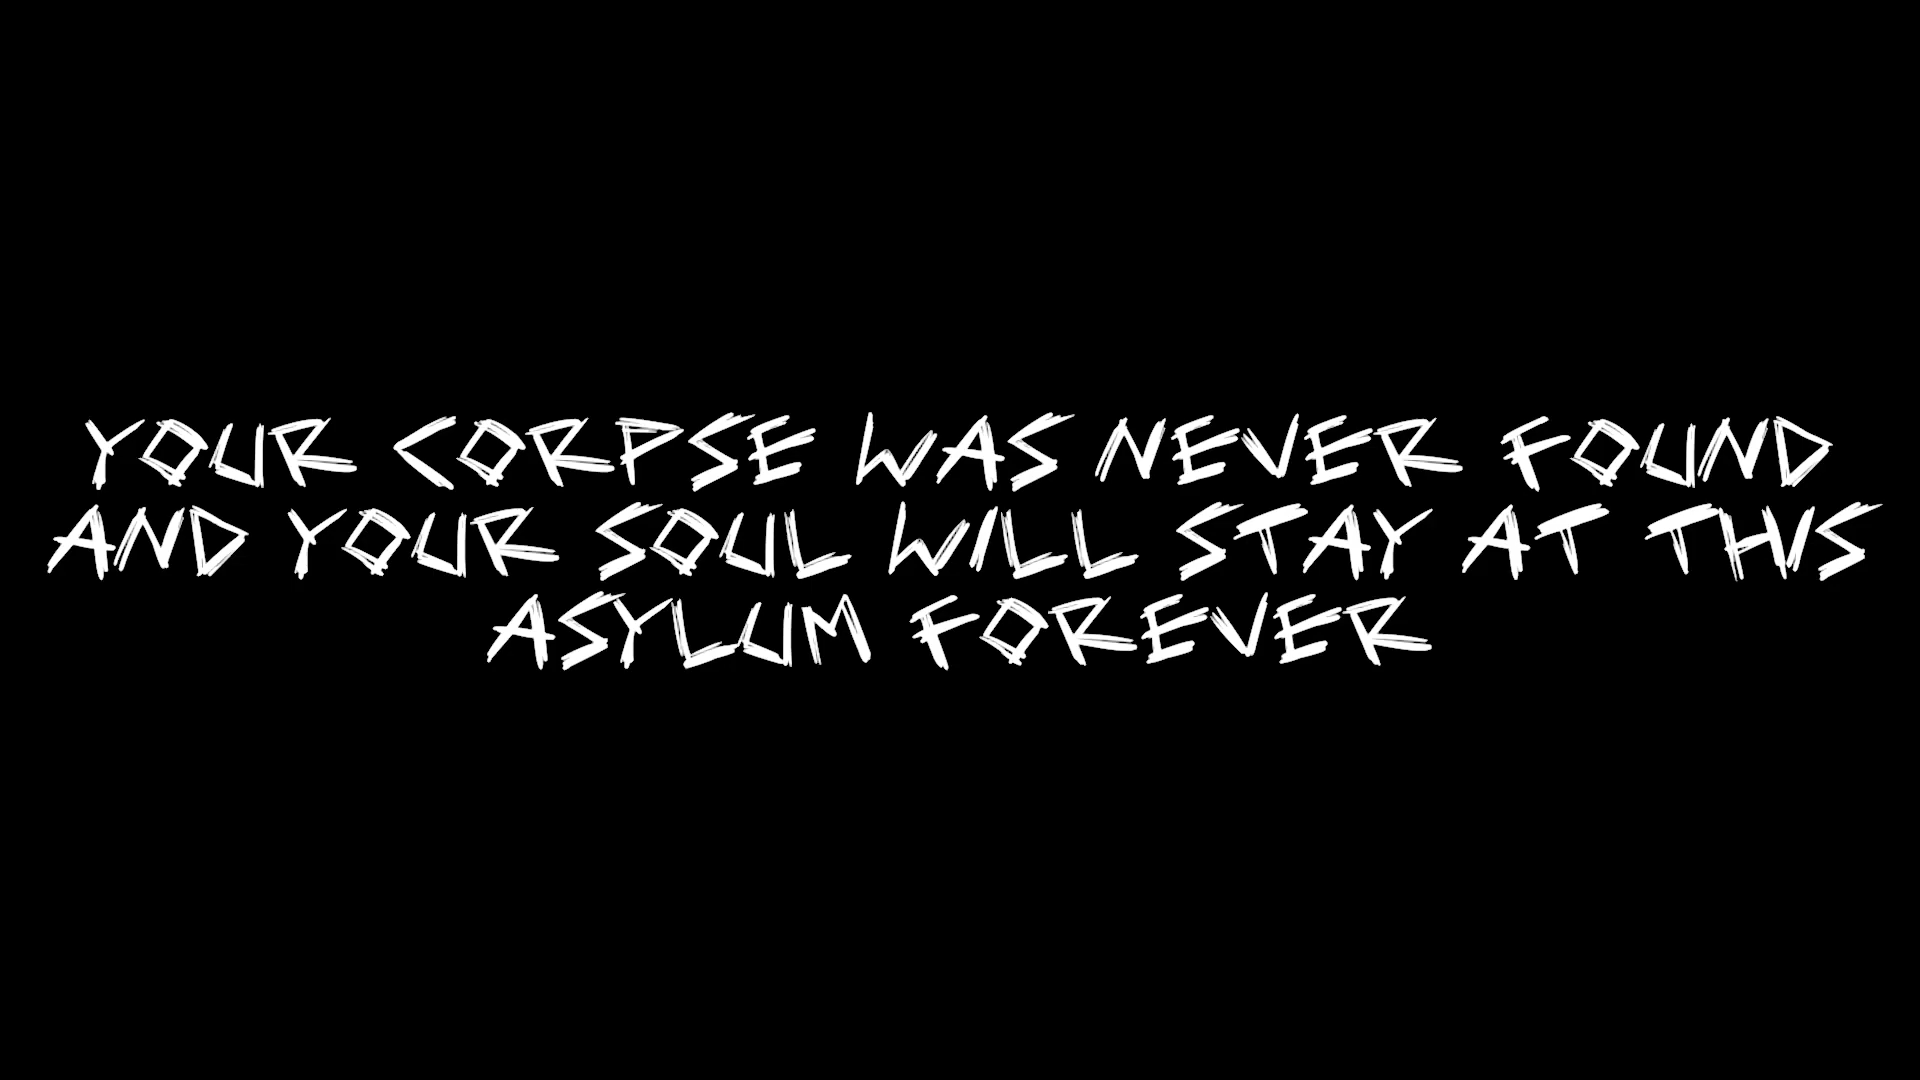 YOUR CORPSE WAS NEVER FOUND
AND YOUR SOUL WILL STAY AT THIS
ASYLUM FOREVER